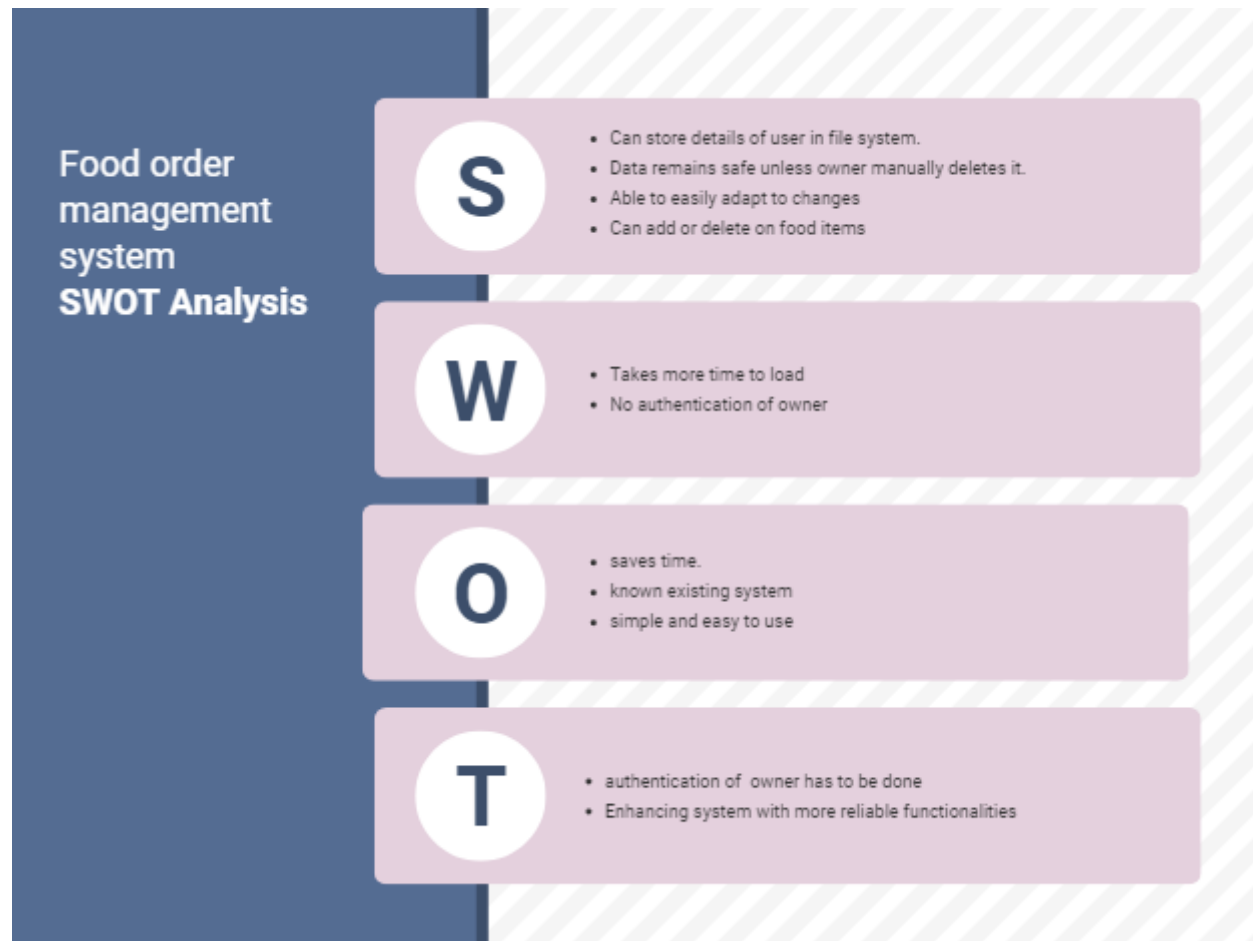 Food order
management
system
SWOT Analysis
S
• Can store details of user in file system.
• Data remains safe unless owner manually deletes it.
• Able to easily adapt to changes
• Can add or delete on food items
W
• Takes more time to load
• No authentication of owner
O
• saves time.
• known existing system
• simple and easy to use
T
• authentication of  owner has to be done
• Enhancing system with more reliable functionalities